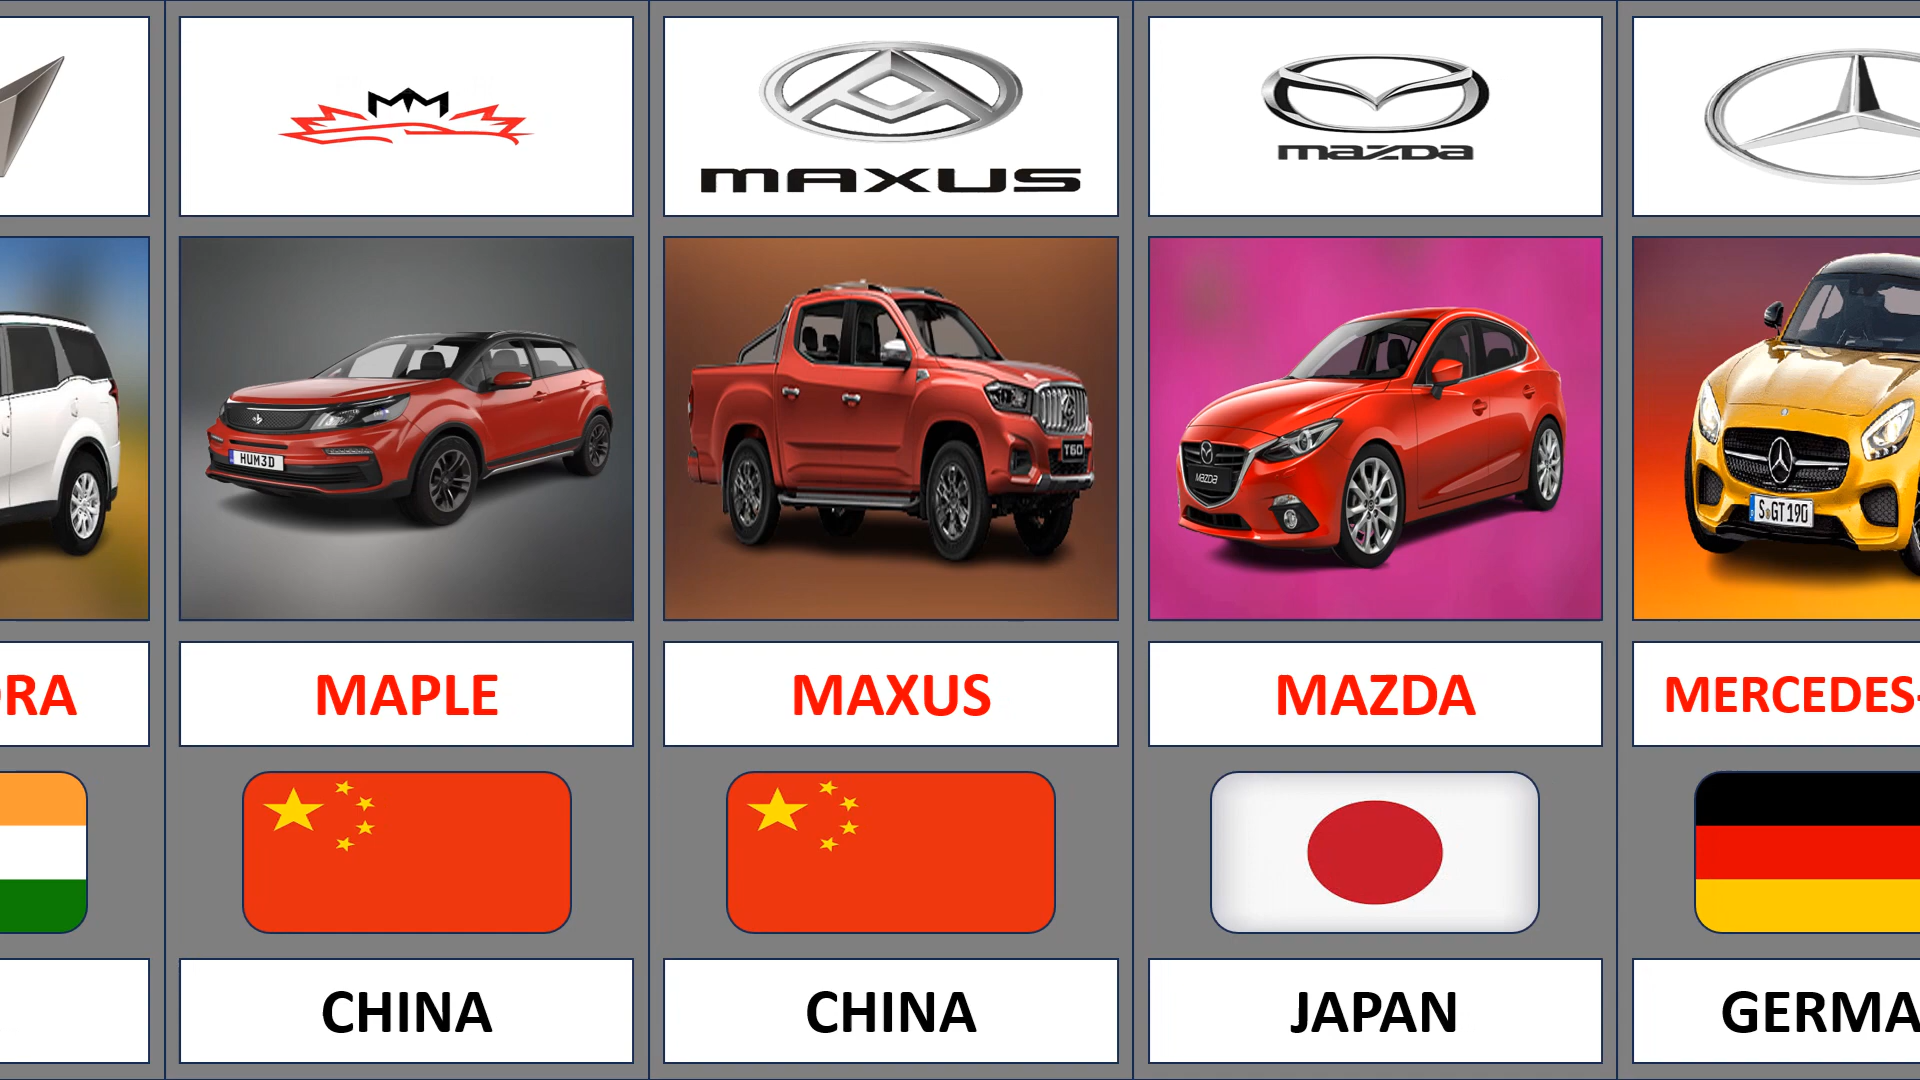 MAXUS
mazda
HUM3D
T60
mazda
S GT 190
RA
MAPLE
MAXUS
MAZDA
MERCEDES-
CHINA
CHINA
JAPAN
GERMA